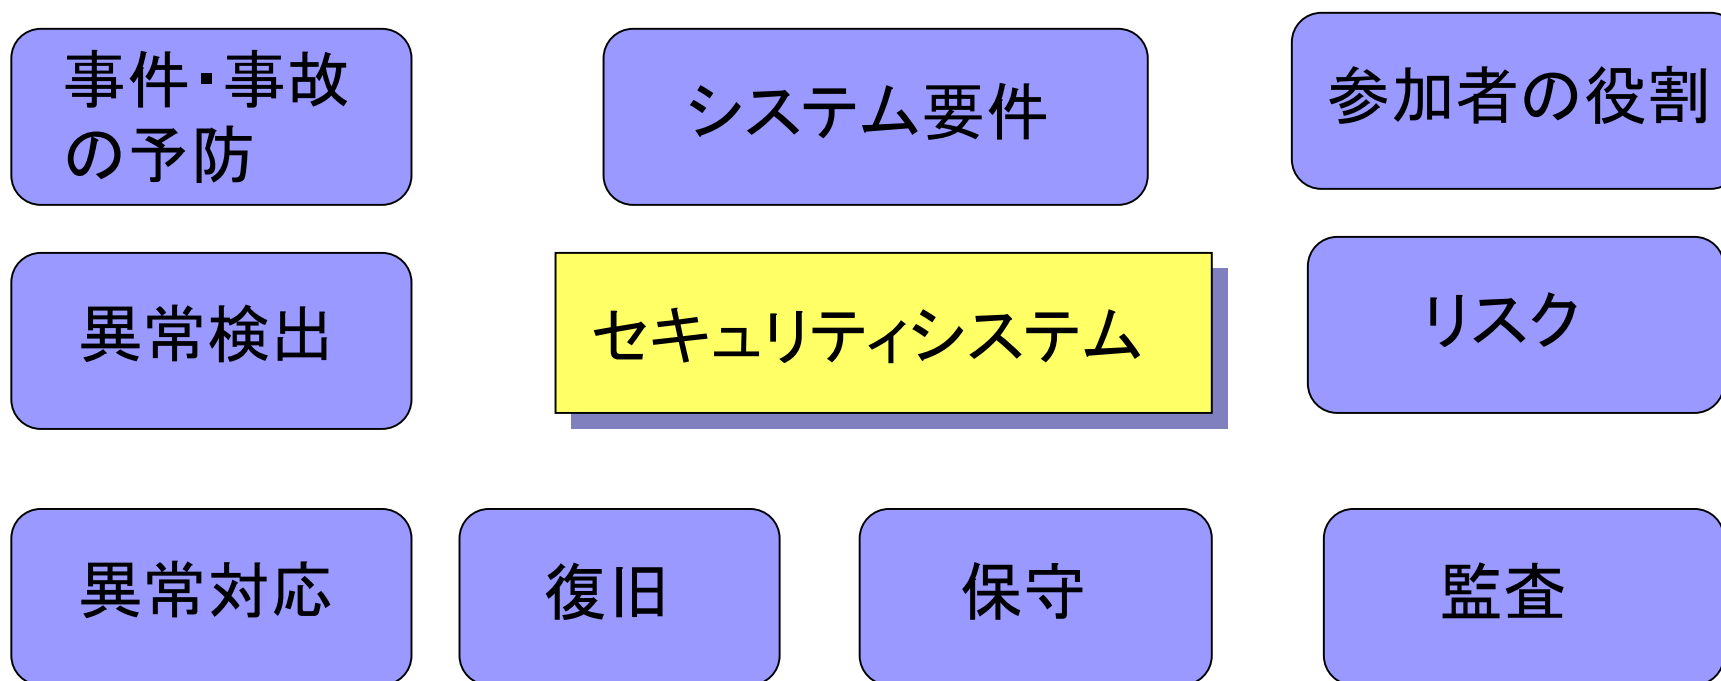 事件・事故
の予防
システム要件
参加者の役割
異常検出
セキュリティシステム
リスク
異常対応
復旧
保守
監査